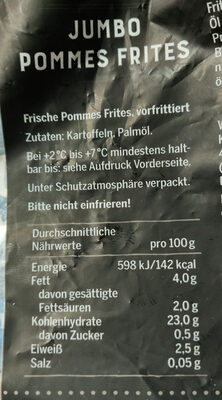 JUMBO
POMMES FRITES
Frische Pommes Frites, vorfrittiert
Zutaten: Kartoffeln, Palmöl.
Bei +2°C bis +7°C mindestens halt-
bar bis: siehe Aufdruck Vorderseite.
Unter Schutzatmosphäre verpackt.
Bitte nicht einfrieren!
Durchschnittliche
Nährwerte pro 100 g
Energie 598 kJ/142 kcal
Fett 4,0 g
davon gesättigte
Fettsäuren 2,0 g
Kohlenhydrate 23,0 g
davon Zucker 0,5 g
Eiweiß 2,5 g
Salz 0,05 g